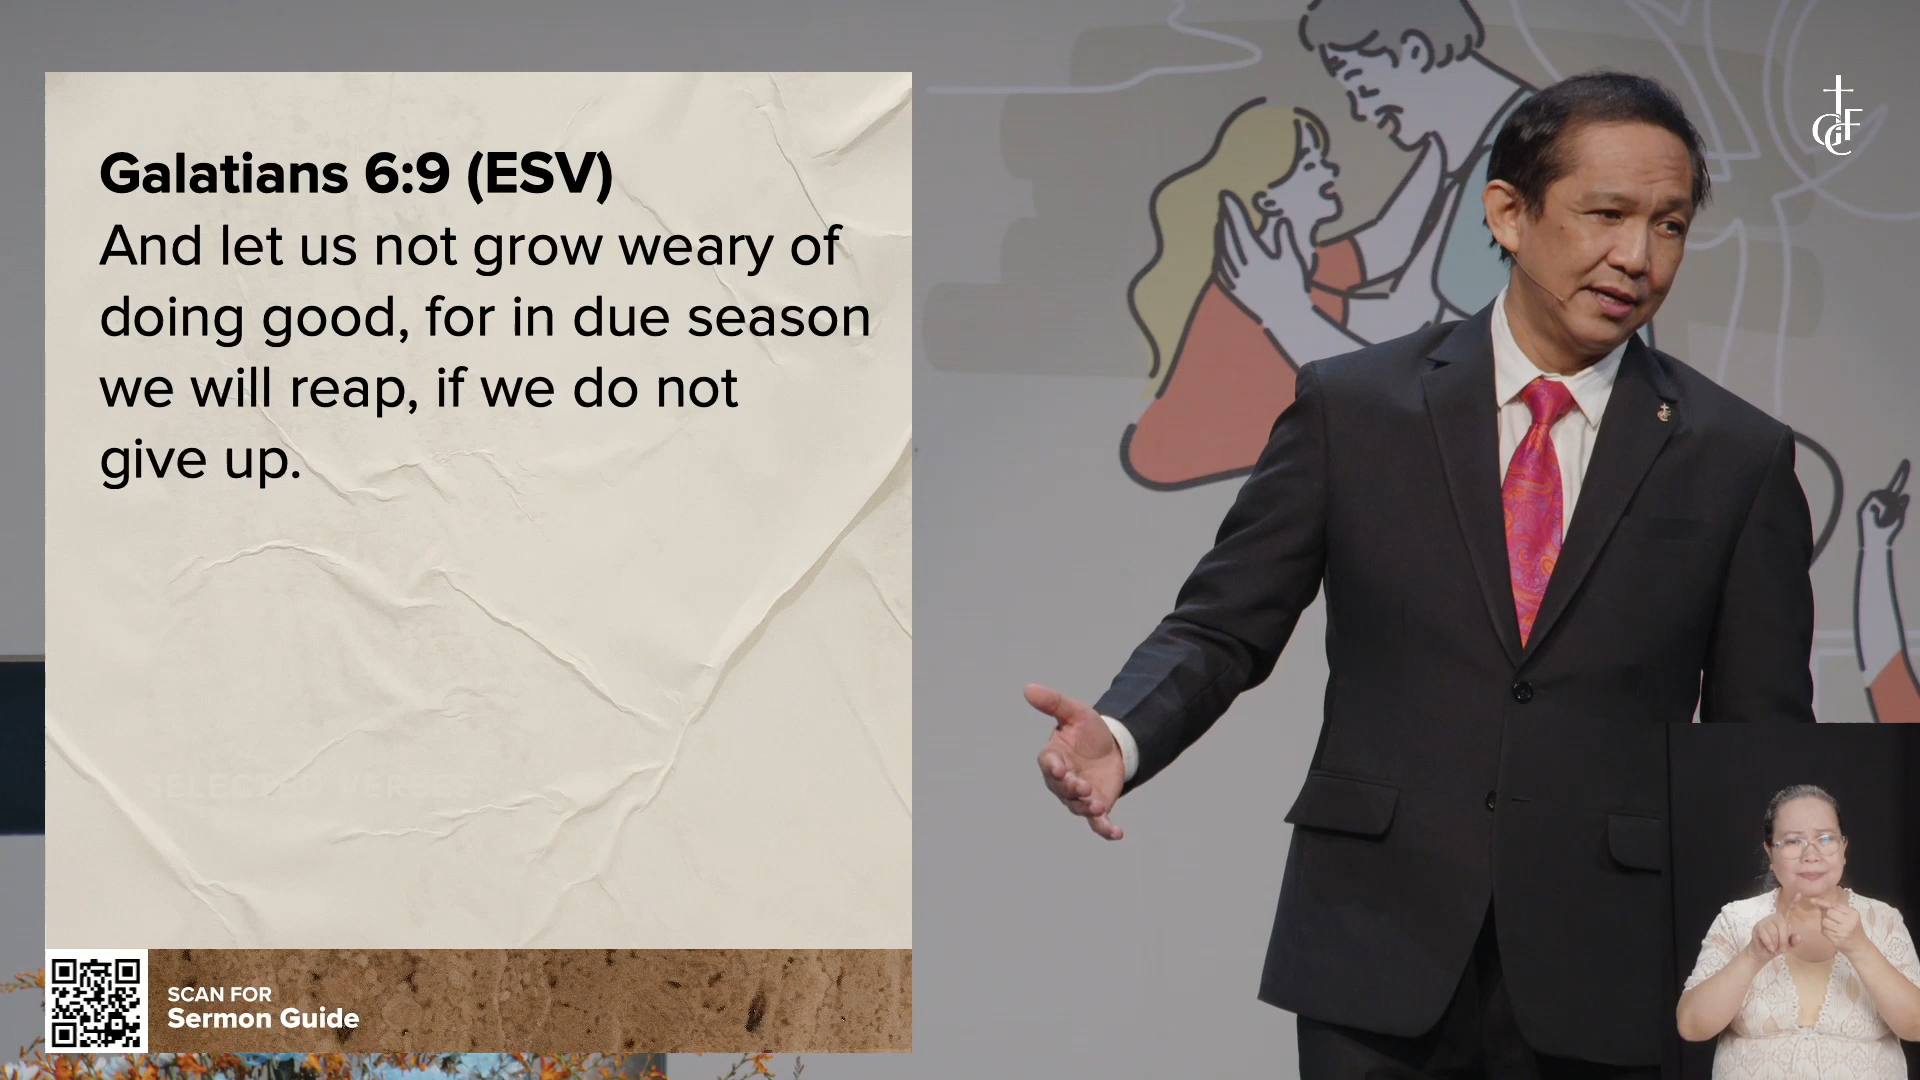 Galatians 6:9 (ESV)
And let us not grow weary of
doing good, for in due season
we will reap, if we do not
give up.
SCAN FOR
Sermon Guide